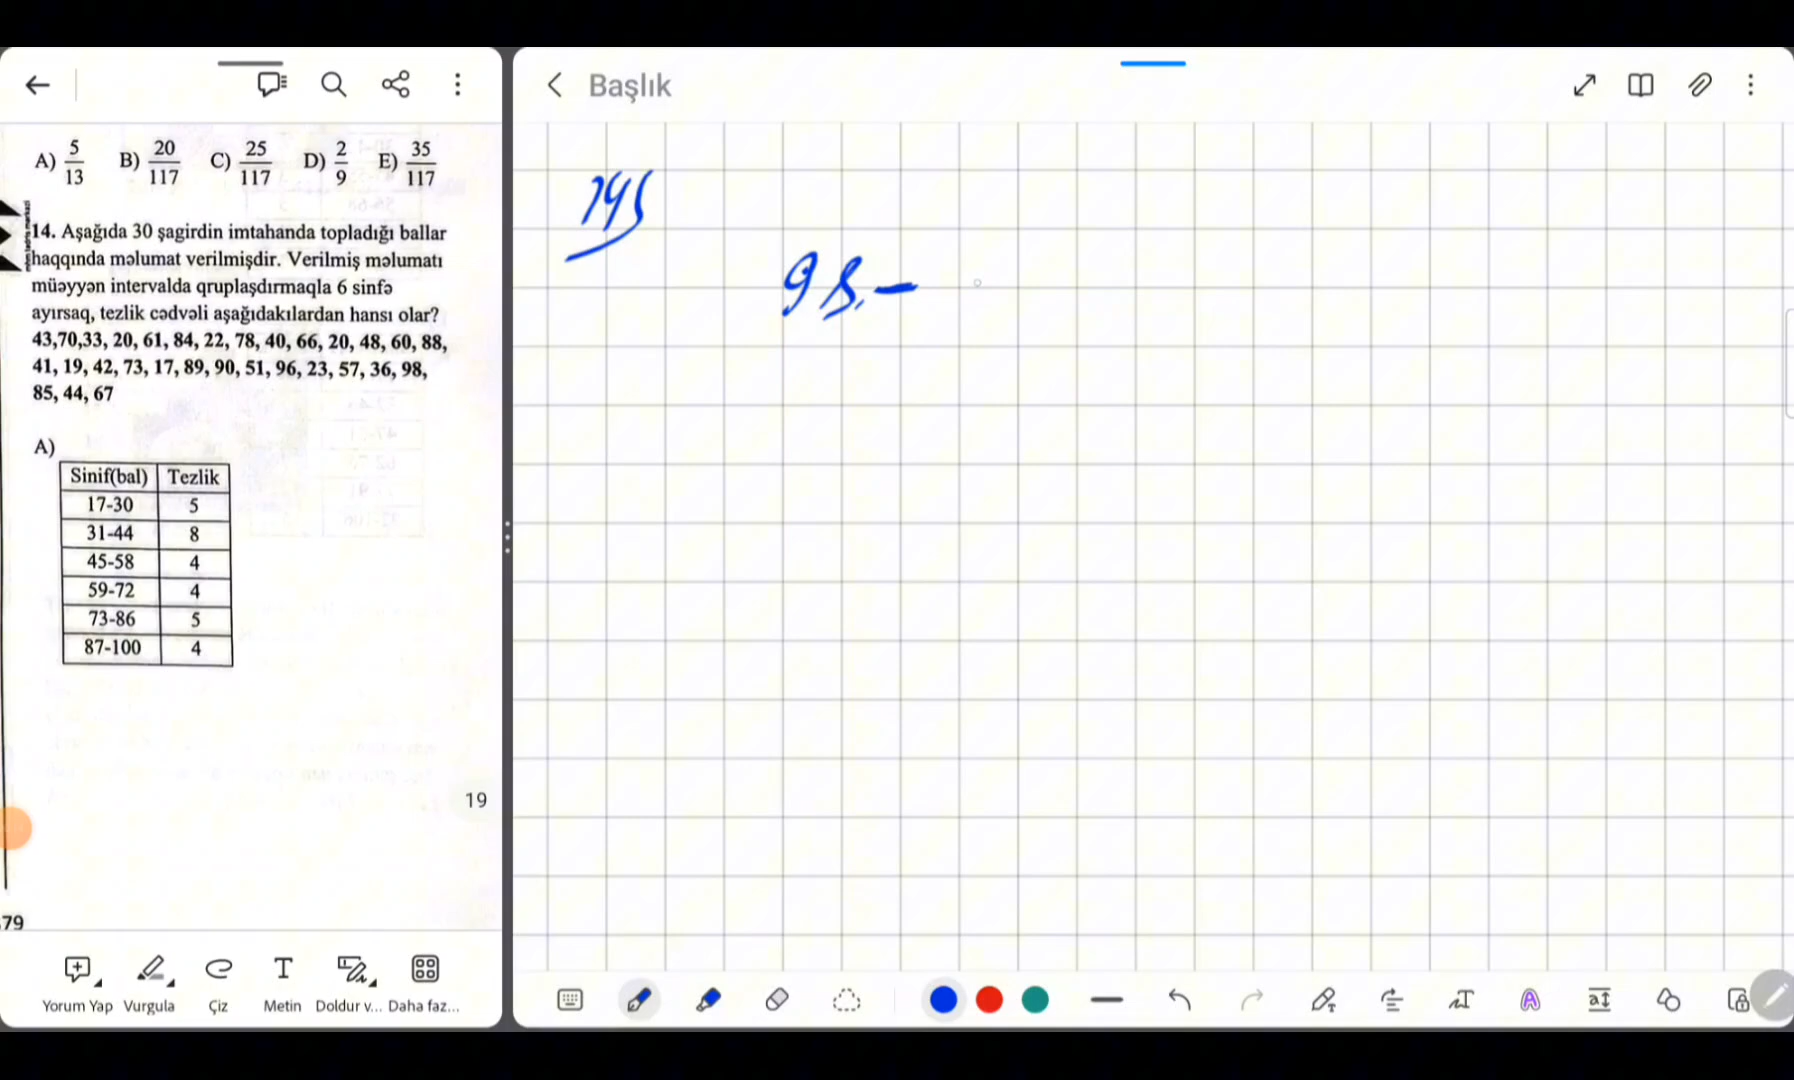 Başlık
A) 5/13 B) 20/117 C) 25/117 D) 2/9 E) 35/117
14. Aşağıda 30 şagirdin imtahanda topladığı ballar
haqqında məlumat verilmişdir. Verilmiş məlumatı
müəyyən intervalda qruplaşdırmaqla 6 sinfə
ayırsaq, tezlik cədvəli aşağıdakılardan hansı olar?
43,70,33, 20, 61, 84, 22, 78, 40, 66, 20, 48, 60, 88,
41, 19, 42, 73, 17, 89, 90, 51, 96, 23, 57, 36, 98,
85, 44, 67
A)
Sinif(bal) Tezlik
17-30 5
31-44 8
45-58 4
59-72 4
73-86 5
87-100 4
19
79
Yorum Yap Vurgula Çiz Metin Doldur v... Daha faz...
98.-